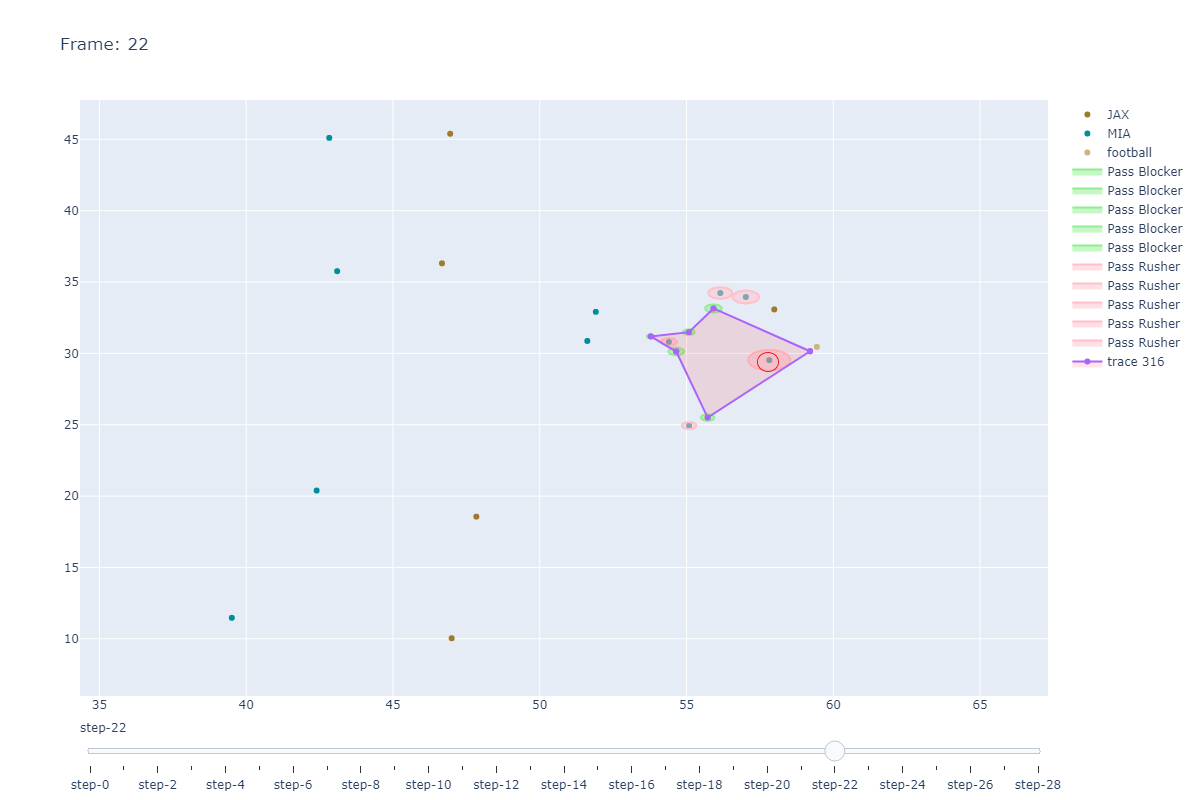 Frame: 22
JAX
MIA
football
Pass Blocker
Pass Blocker
Pass Blocker
Pass Blocker
Pass Blocker
Pass Rusher
Pass Rusher
Pass Rusher
Pass Rusher
Pass Rusher
trace 316
45
40
35
30
25
20
15
10
35 40 45 50 55 60 65
step-22
step-0 step-2 step-4 step-6 step-8 step-10 step-12 step-14 step-16 step-18 step-20 step-22 step-24 step-26 step-28